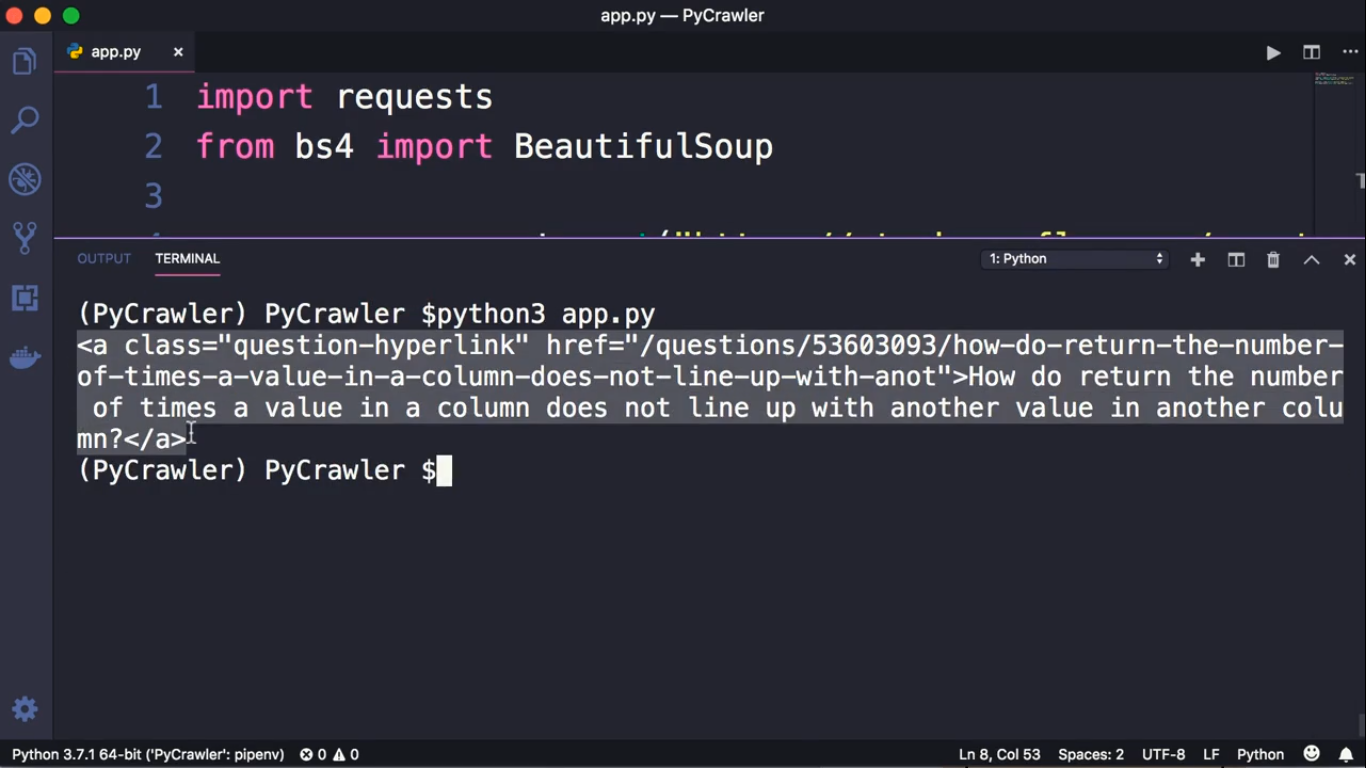 app.py — PyCrawler
app.py
1 import requests
2 from bs4 import BeautifulSoup
3
OUTPUT TERMINAL 1: Python
(PyCrawler) PyCrawler $python3 app.py
<a class="question-hyperlink" href="/questions/53603093/how-do-return-the-number-
of-times-a-value-in-a-column-does-not-line-up-with-anot">How do return the number
of times a value in a column does not line up with another value in another colu
mn?</a>
(PyCrawler) PyCrawler $
Python 3.7.1 64-bit ('PyCrawler': pipenv) 0 0 Ln 8, Col 53 Spaces: 2 UTF-8 LF Python